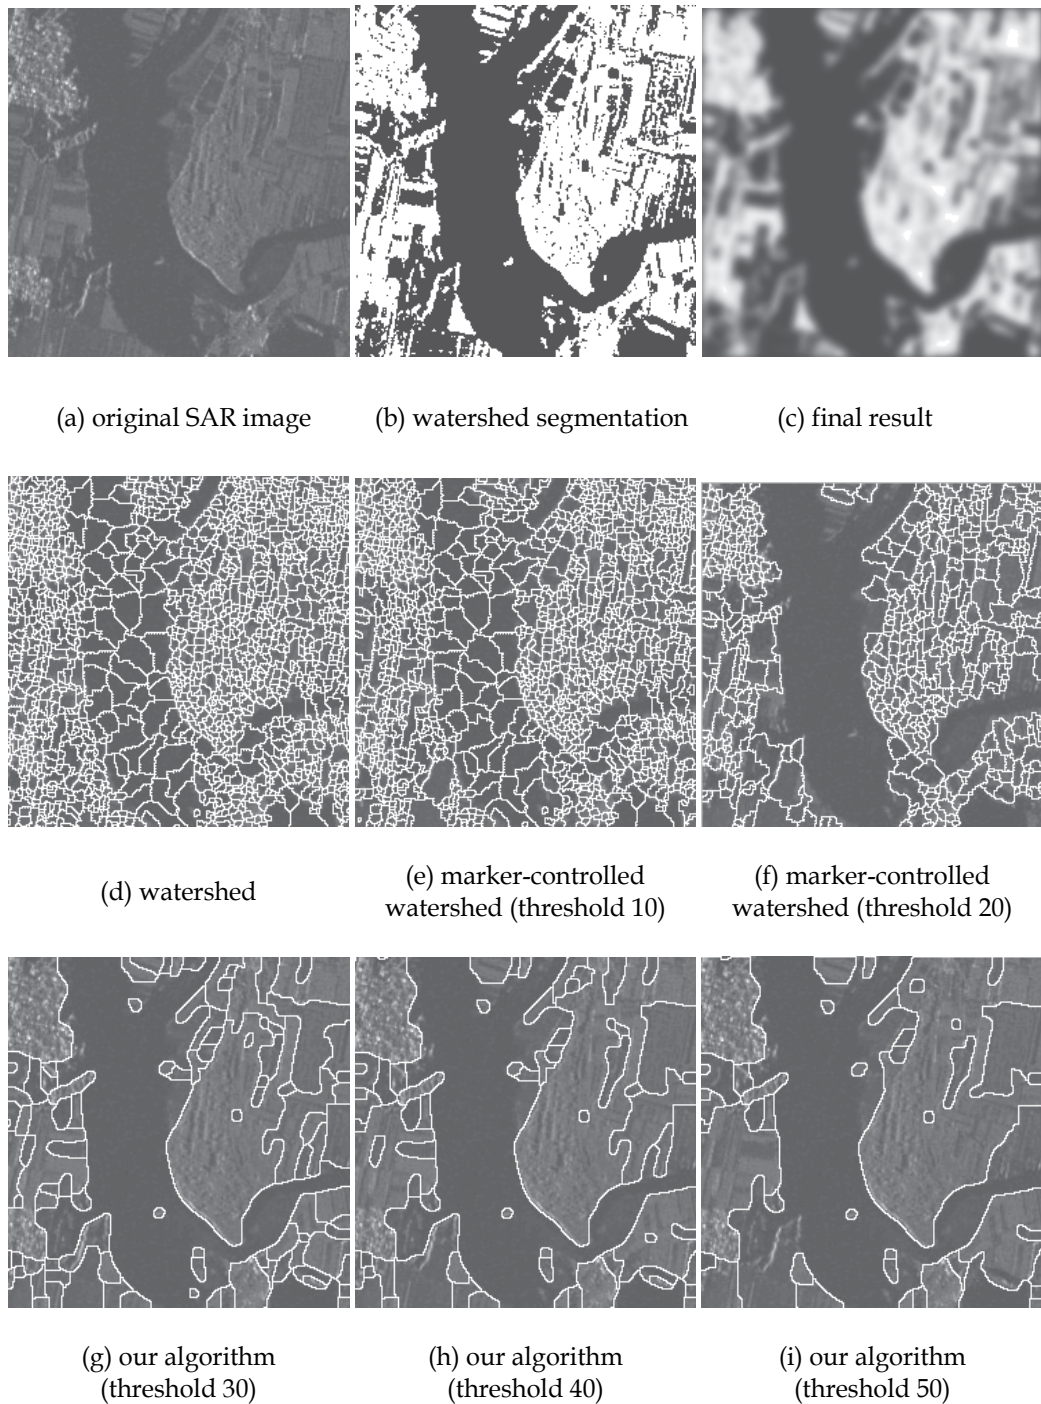 (a) original SAR image
(b) watershed segmentation
(c) final result
(d) watershed
(e) marker-controlled
watershed (threshold 10)
(f) marker-controlled
watershed (threshold 20)
(g) our algorithm
(threshold 30)
(h) our algorithm
(threshold 40)
(i) our algorithm
(threshold 50)